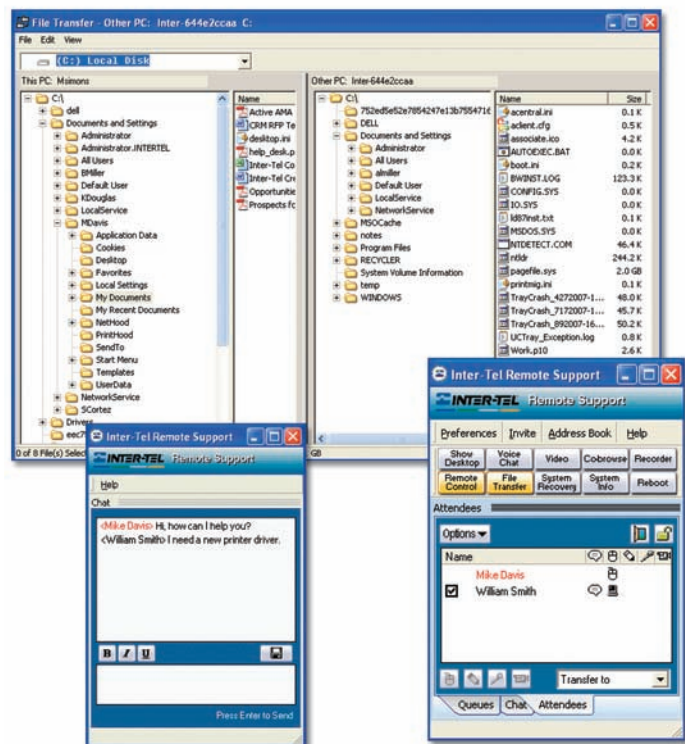 File Transfer - Other PC: Inter-644e2ccaa C:
File Edit View
(C:) Local Disk
This PC: Msimons
C:\
dell
Documents and Settings
Administrator
Administrator.INTERTEL
All Users
BMiller
Default User
KDouglas
LocalService
MDavis
Application Data
Cookies
Desktop
Favorites
Local Settings
My Documents
My Recent Documents
NetHood
PrintHood
SendTo
Start Menu
Templates
UserData
NetworkService
SCortez
Drivers
eec7
0 of 8 File(s) Selec
Name
Active AMA
CRM RFP Te
desktop.ini
help_desk.p
Inter-Tel Co
Inter-Tel Cre
Opportunities
Prospects fo
Other PC: Inter-644e2ccaa
C:\
752ed5e52e7854247e13b7554716
DELL
Documents and Settings
Administrator
All Users
almiller
Default User
LocalService
NetworkService
MSOCache
notes
Program Files
RECYCLER
System Volume Information
temp
WINDOWS
GB
Name Size
acentral.ini 0.1 K
aclient.cfg 0.5 K
associate.ico 4.2 K
AUTOEXEC.BAT 0.0 K
boot.ini 0.2 K
BWINST.LOG 123.3 K
CONFIG.SYS 0.0 K
IO.SYS 0.0 K
ld87inst.txt 0.1 K
MSDOS.SYS 0.0 K
NTDETECT.COM 46.4 K
ntldr 244.2 K
pagefile.sys 2.0 GB
printmig.ini 0.1 K
TrayCrash_4272007-1... 48.0 K
TrayCrash_7172007-1... 45.7 K
TrayCrash_892007-16... 50.2 K
UCTray_Exception.log 0.8 K
Work.p10 2.6 K
Inter-Tel Remote Support
INTER-TEL Remote Support
Help
Chat
<Mike Davis> Hi, how can I help you?
<William Smith> I need a new printer driver.
B I U
Press Enter to Send
Inter-Tel Remote Support
INTER-TEL Remote Support
Preferences Invite Address Book Help
Show Desktop Voice Chat Video Cobrowse Recorder
Remote Control File Transfer System Recovery System Info Reboot
Attendees
Options
Name
Mike Davis
William Smith
Transfer to
Queues Chat Attendees